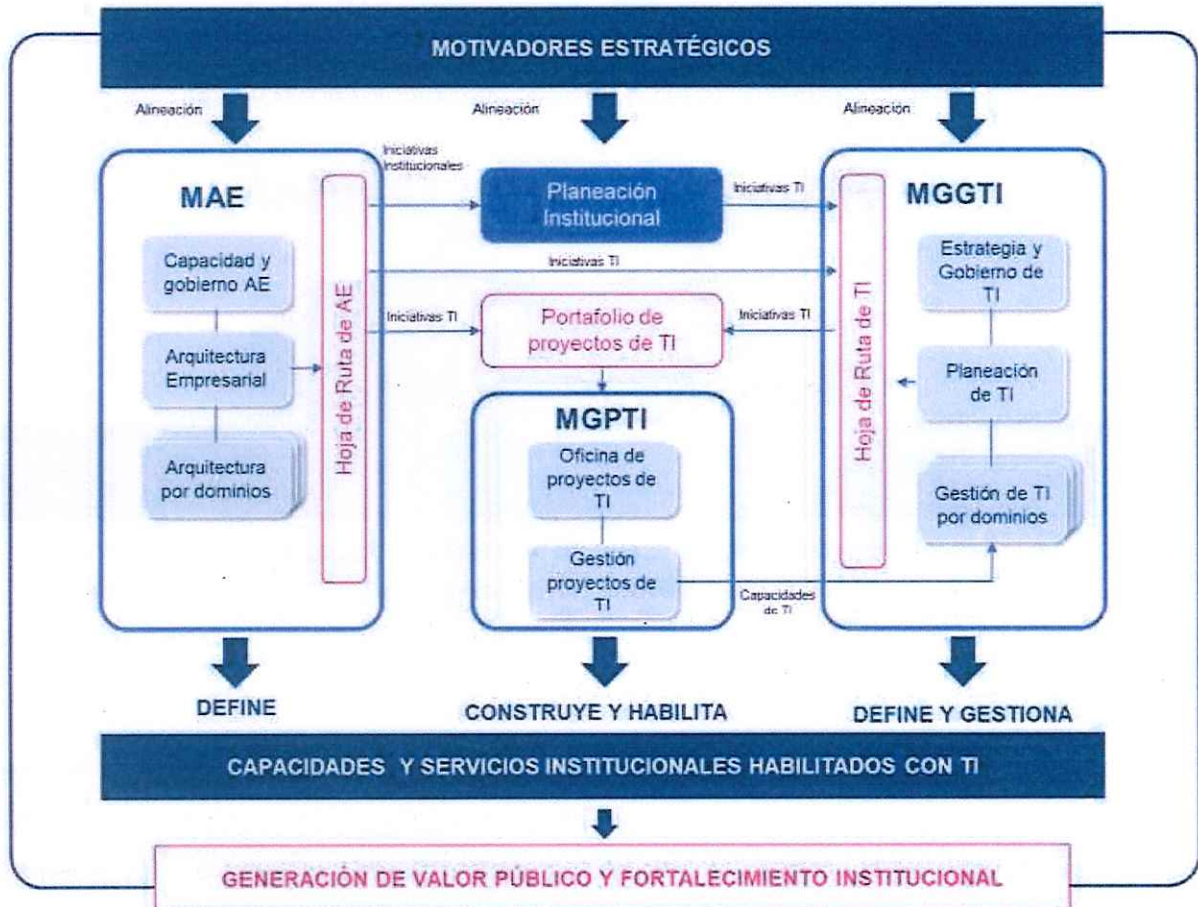 MOTIVADORES ESTRATÉGICOS
Alineación
Alineación
Alineación
MAE
Capacidad y
gobierno AE
Arquitectura
Empresarial
Arquitectura
por dominios
Hoja de Ruta de AE
Iniciativas
Institucionales
Planeación
Institucional
Iniciativas TI
Iniciativas TI
Iniciativas TI
Portafolio de
proyectos de TI
Iniciativas TI
MGPTI
Oficina de
proyectos de
TI
Gestión
proyectos de
TI
Capacidades
de TI
Hoja de Ruta de TI
MGGTI
Estrategia y
Gobierno de
TI
Planeación
de TI
Gestión de TI
por dominios
DEFINE
CONSTRUYE Y HABILITA
DEFINE Y GESTIONA
CAPACIDADES Y SERVICIOS INSTITUCIONALES HABILITADOS CON TI
GENERACIÓN DE VALOR PÚBLICO Y FORTALECIMIENTO INSTITUCIONAL